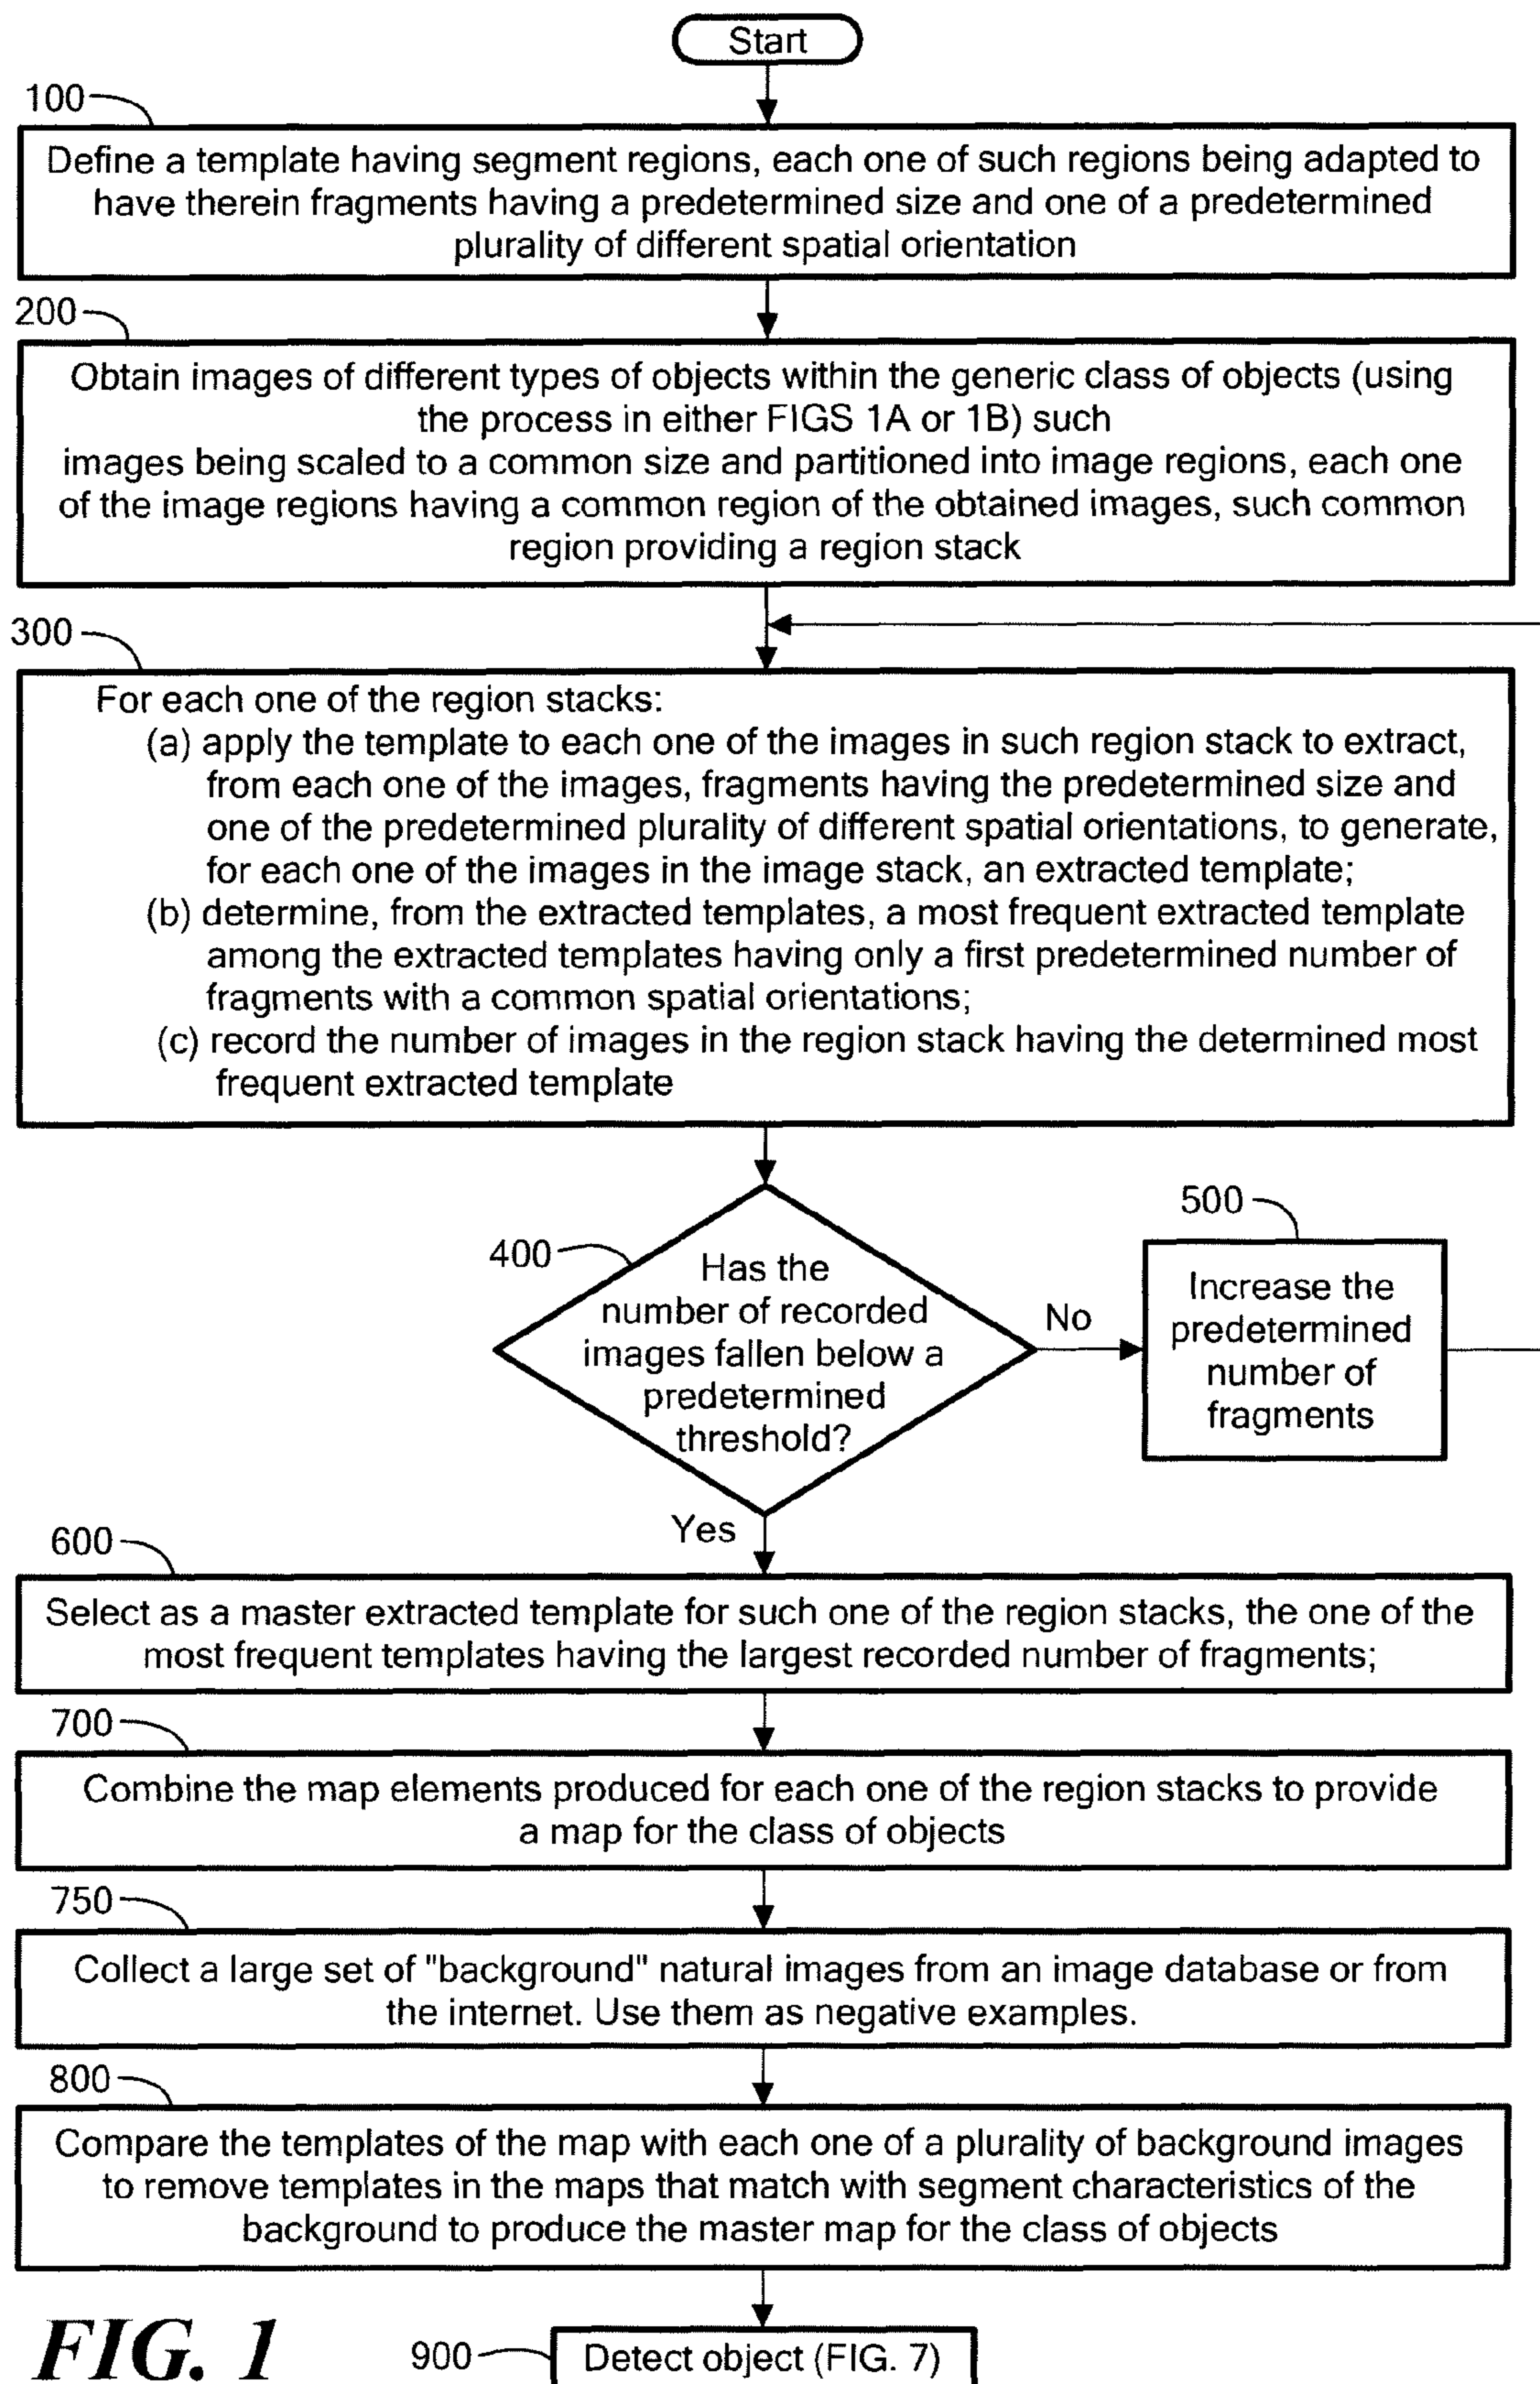 Start
100
Define a template having segment regions, each one of such regions being adapted to
have therein fragments having a predetermined size and one of a predetermined
plurality of different spatial orientation
200
Obtain images of different types of objects within the generic class of objects (using
the process in either FIGS 1A or 1B) such
images being scaled to a common size and partitioned into image regions, each one
of the image regions having a common region of the obtained images, such common
region providing a region stack
300
For each one of the region stacks:
(a) apply the template to each one of the images in such region stack to extract,
from each one of the images, fragments having the predetermined size and
one of the predetermined plurality of different spatial orientations, to generate,
for each one of the images in the image stack, an extracted template;
(b) determine, from the extracted templates, a most frequent extracted template
among the extracted templates having only a first predetermined number of
fragments with a common spatial orientations;
(c) record the number of images in the region stack having the determined most
frequent extracted template
400
Has the
number of recorded
images fallen below a
predetermined
threshold?
No
500
Increase the
predetermined
number of
fragments
Yes
600
Select as a master extracted template for such one of the region stacks, the one of the
most frequent templates having the largest recorded number of fragments;
700
Combine the map elements produced for each one of the region stacks to provide
a map for the class of objects
750
Collect a large set of "background" natural images from an image database or from
the internet. Use them as negative examples.
800
Compare the templates of the map with each one of a plurality of background images
to remove templates in the maps that match with segment characteristics of the
background to produce the master map for the class of objects
FIG. 1
900
Detect object (FIG. 7)